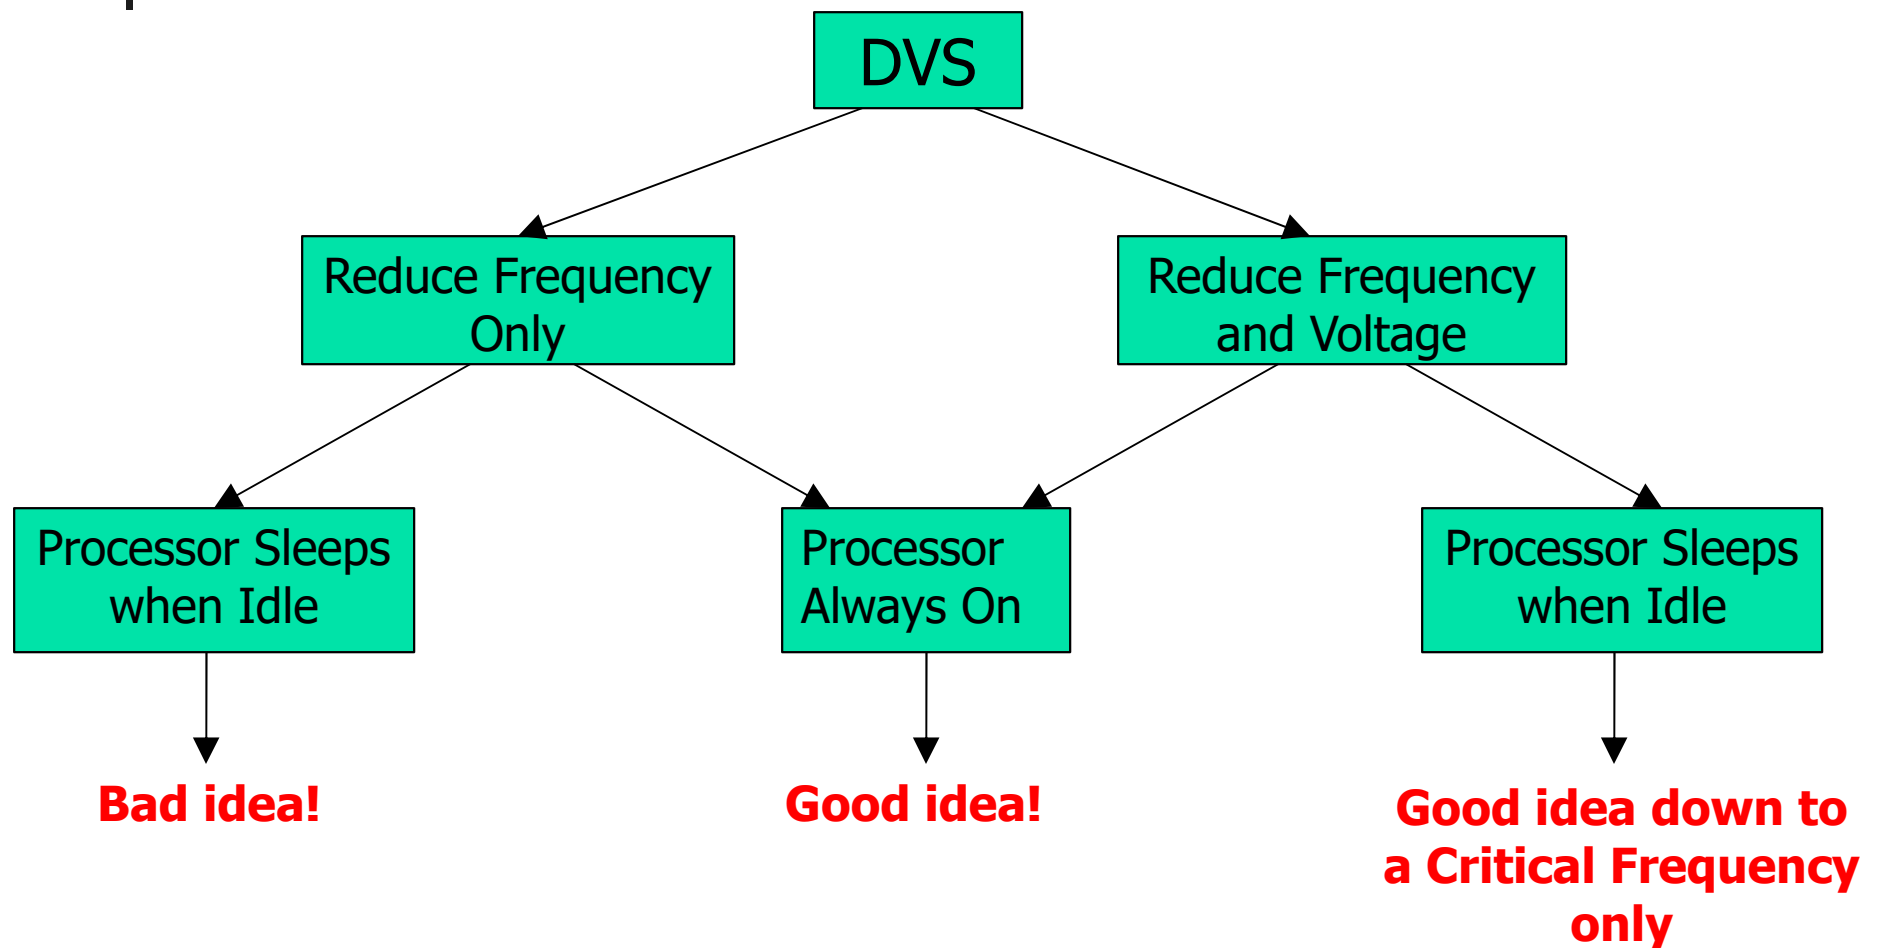 DVS
Reduce Frequency
Only
Reduce Frequency
and Voltage
Processor Sleeps
when Idle
Processor
Always On
Processor Sleeps
when Idle
Bad idea!
Good idea!
Good idea down to
a Critical Frequency
only